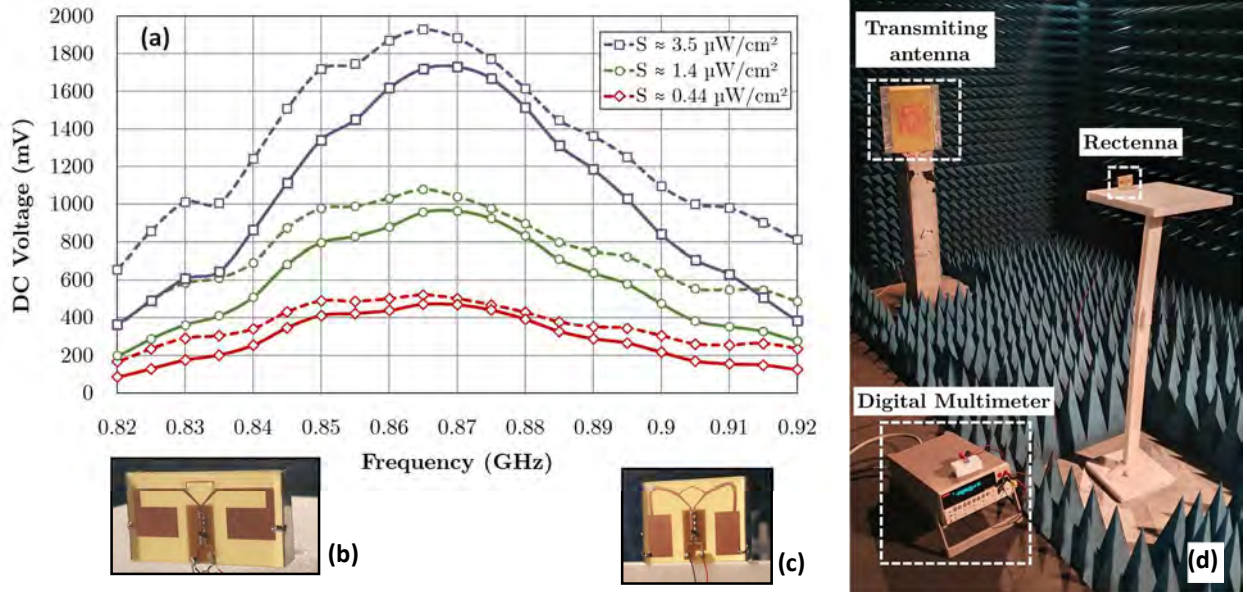 2000
1800
1600
1400
1200
1000
800
600
400
200
0
DC Voltage (mV)
(a)
S ≈ 3.5 µW/cm²
S ≈ 1.4 µW/cm²
S ≈ 0.44 µW/cm²
0.82 0.83 0.84 0.85 0.86 0.87 0.88 0.89 0.9 0.91 0.92
Frequency (GHz)
(b)
(c)
Transmiting
antenna
Rectenna
Digital Multimeter
(d)